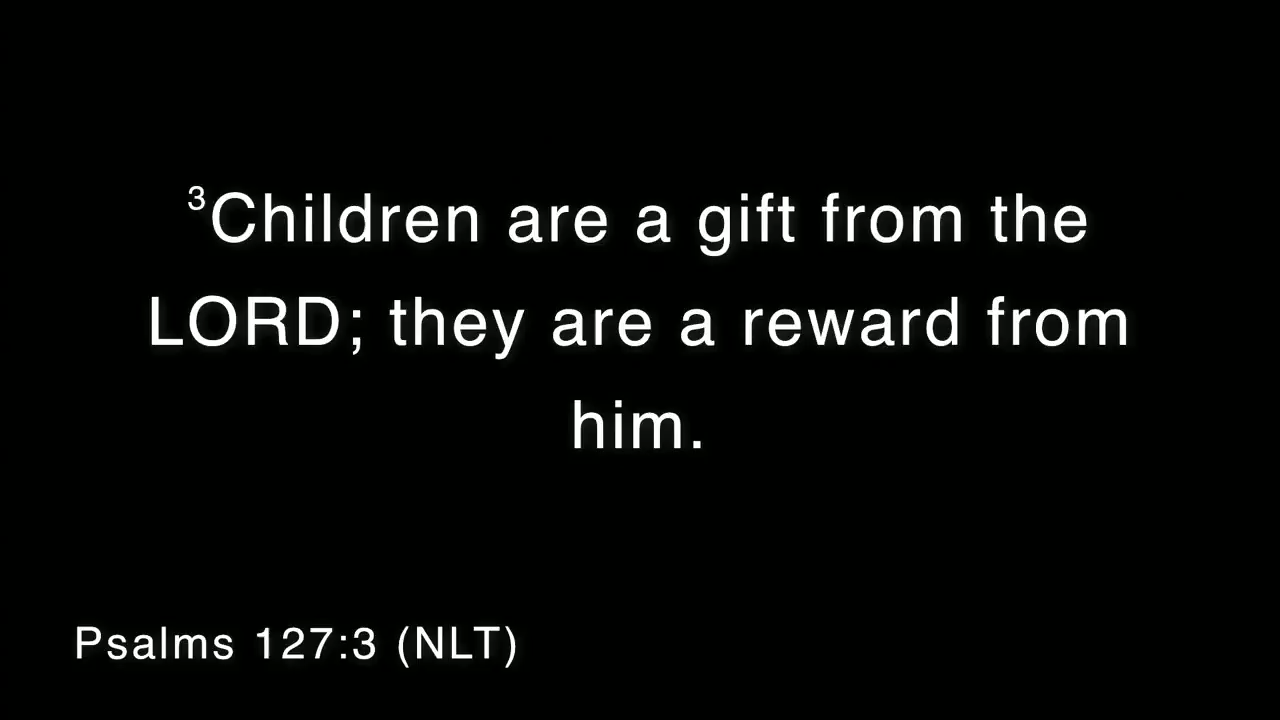 ³Children are a gift from the
LORD; they are a reward from
him.
Psalms 127:3 (NLT)